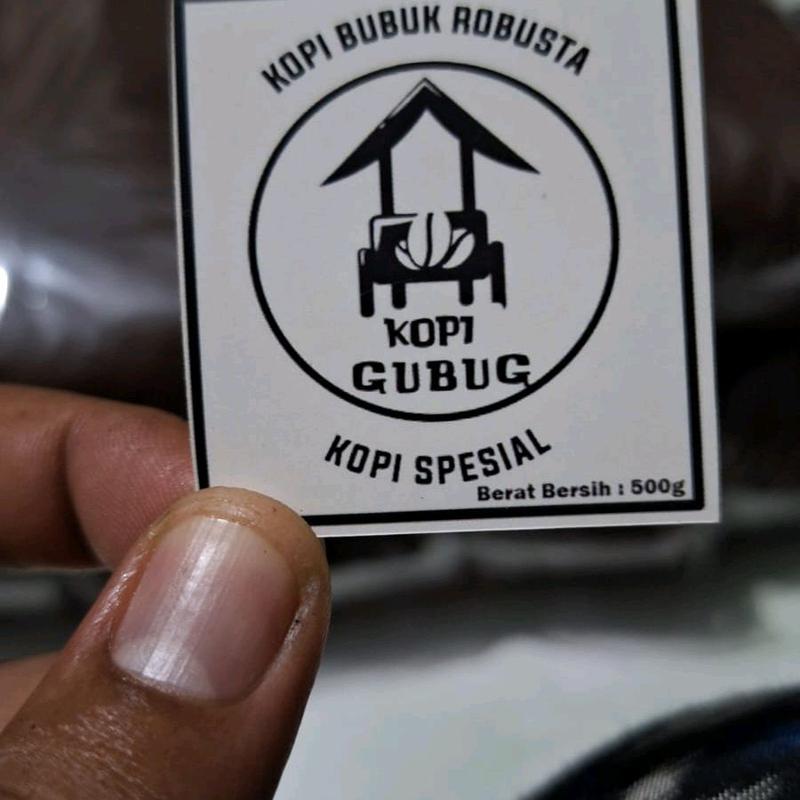 KOPI BUBUK ROBUSTA
KOPI
GUBUG
KOPI SPESIAL
Berat Bersih : 500g